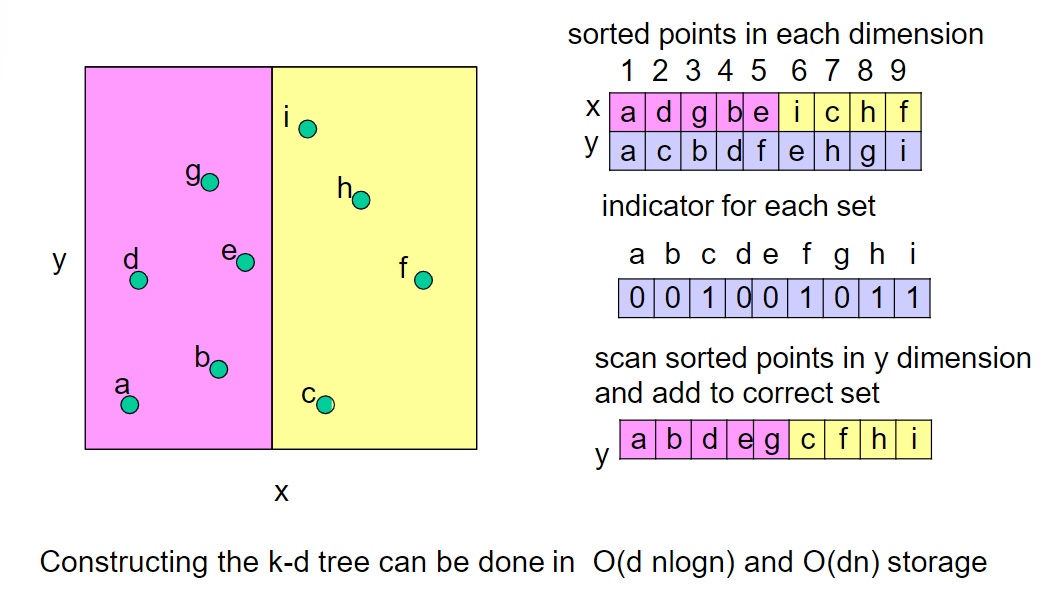 sorted points in each dimension
1 2 3 4 5 6 7 8 9
x a d g b e i c h f
y a c b d f e h g i
indicator for each set
a b c d e f g h i
0 0 1 0 0 1 0 1 1
scan sorted points in y dimension
and add to correct set
y a b d e g c f h i
i
g
h
d
e
f
y
b
a
c
x
Constructing the k-d tree can be done in O(d nlogn) and O(dn) storage